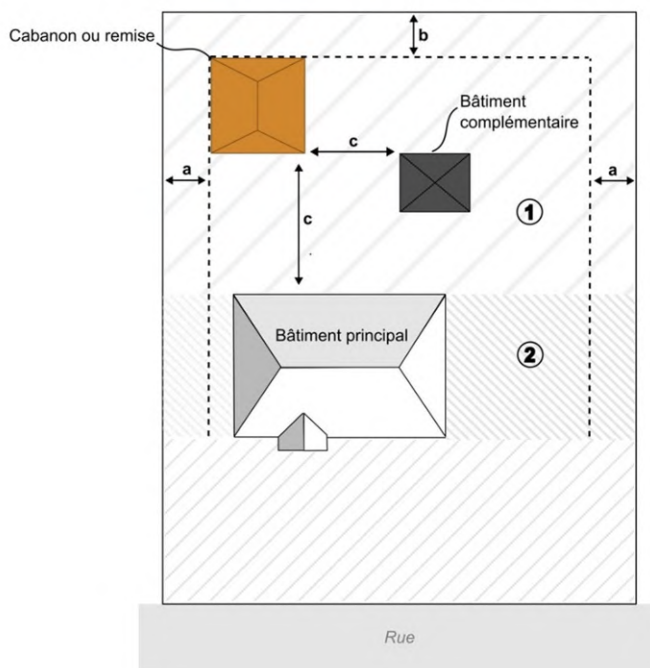 b
Cabanon ou remise
Bâtiment
complémentaire
c
a
a
c
1
Bâtiment principal
2
Rue